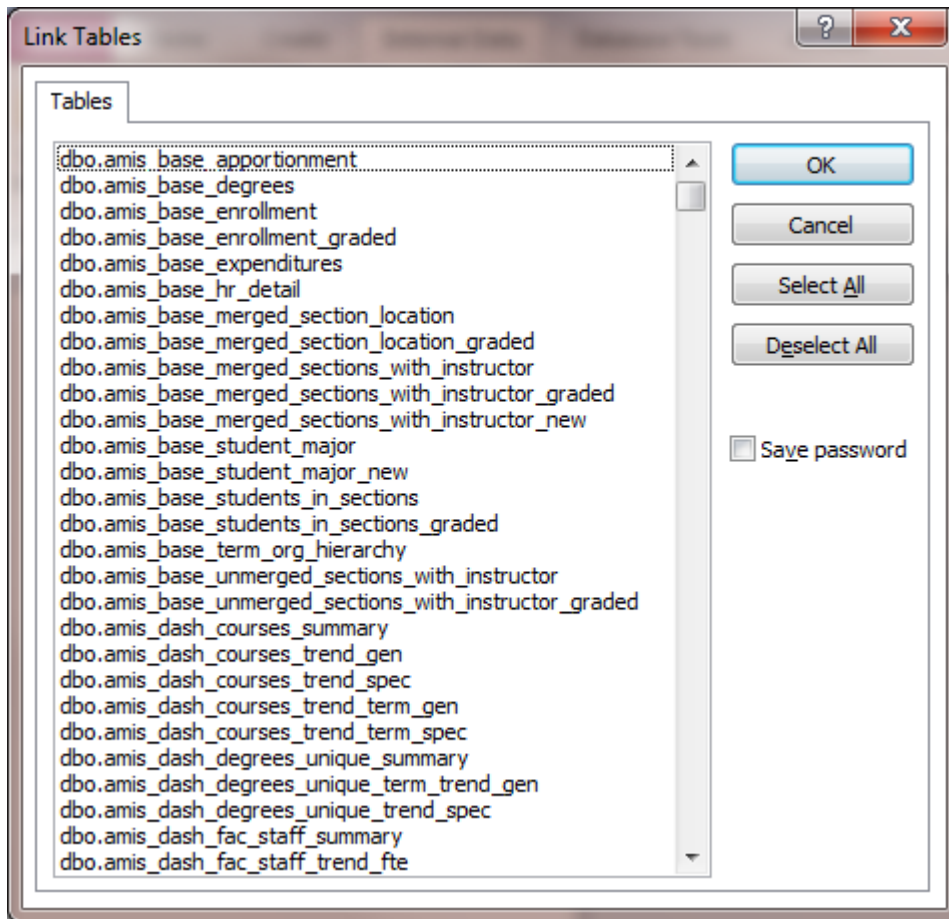 Link Tables
Tables
dbo.amis_base_apportionment
dbo.amis_base_degrees
dbo.amis_base_enrollment
dbo.amis_base_enrollment_graded
dbo.amis_base_expenditures
dbo.amis_base_hr_detail
dbo.amis_base_merged_section_location
dbo.amis_base_merged_section_location_graded
dbo.amis_base_merged_sections_with_instructor
dbo.amis_base_merged_sections_with_instructor_graded
dbo.amis_base_merged_sections_with_instructor_new
dbo.amis_base_student_major
dbo.amis_base_student_major_new
dbo.amis_base_students_in_sections
dbo.amis_base_students_in_sections_graded
dbo.amis_base_term_org_hierarchy
dbo.amis_base_unmerged_sections_with_instructor
dbo.amis_base_unmerged_sections_with_instructor_graded
dbo.amis_dash_courses_summary
dbo.amis_dash_courses_trend_gen
dbo.amis_dash_courses_trend_spec
dbo.amis_dash_courses_trend_term_gen
dbo.amis_dash_courses_trend_term_spec
dbo.amis_dash_degrees_unique_summary
dbo.amis_dash_degrees_unique_term_trend_gen
dbo.amis_dash_degrees_unique_trend_spec
dbo.amis_dash_fac_staff_summary
dbo.amis_dash_fac_staff_trend_fte
OK
Cancel
Select All
Deselect All
Save password